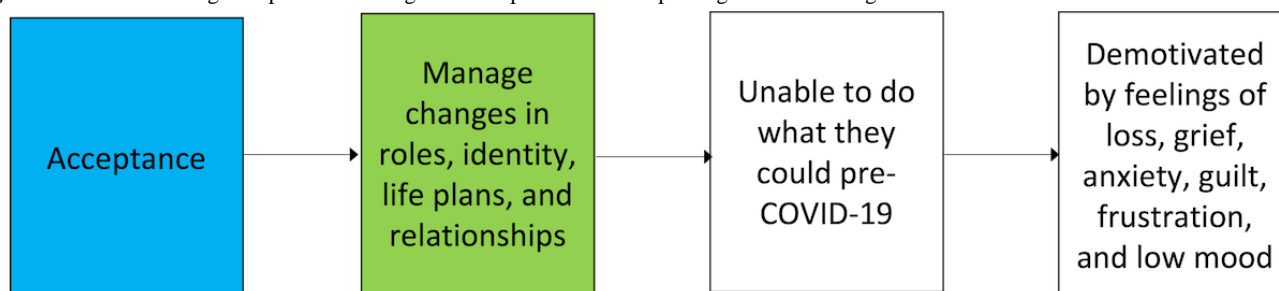 Acceptance
Manage
changes in
roles, identity,
life plans, and
relationships
Unable to do
what they
could pre-
COVID-19
Demotivated
by feelings of
loss, grief,
anxiety, guilt,
frustration,
and low mood